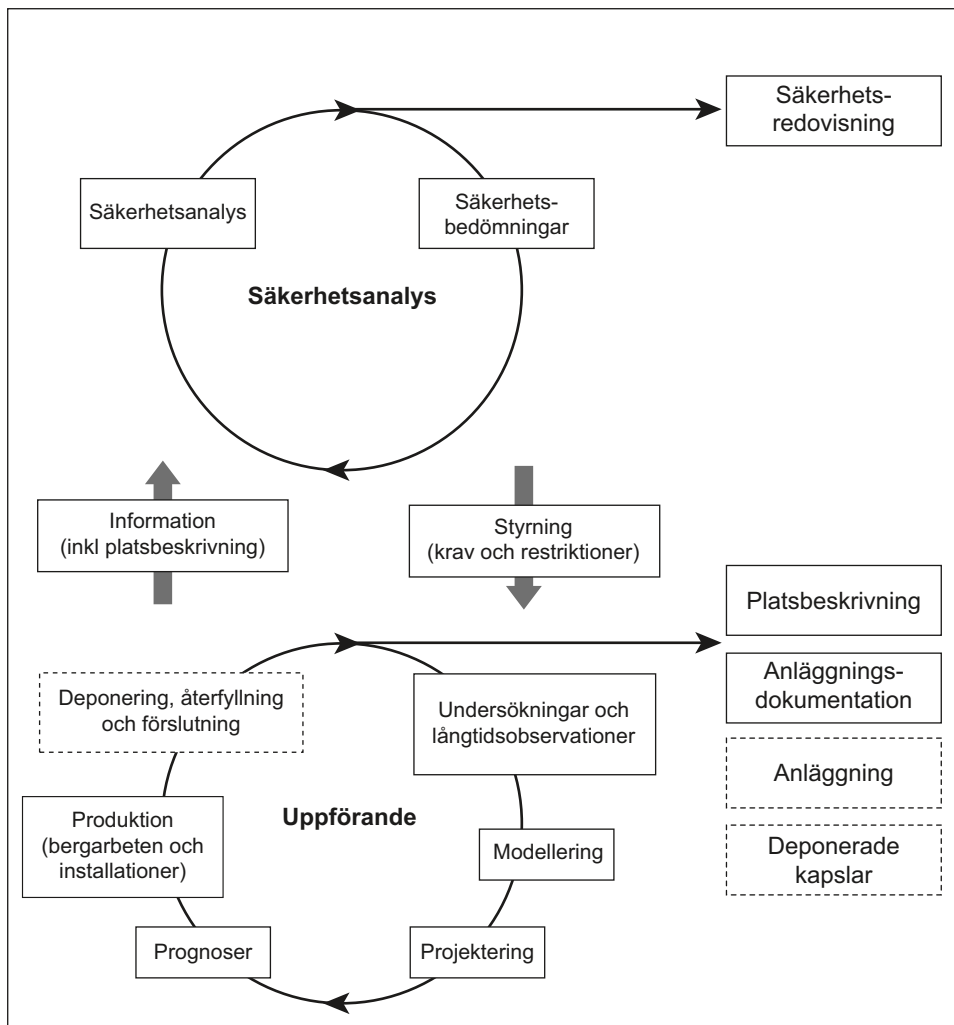 Säkerhets-
redovisning
Säkerhetsanalys
Säkerhets-
bedömningar
Säkerhetsanalys
Information
(inkl platsbeskrivning)
Styrning
(krav och restriktioner)
Platsbeskrivning
Deponering, återfyllning
och förslutning
Undersökningar och
långtidsobservationer
Anläggnings-
dokumentation
Anläggning
Produktion
(bergarbeten och
installationer)
Uppförande
Modellering
Deponerade
kapslar
Prognoser
Projektering